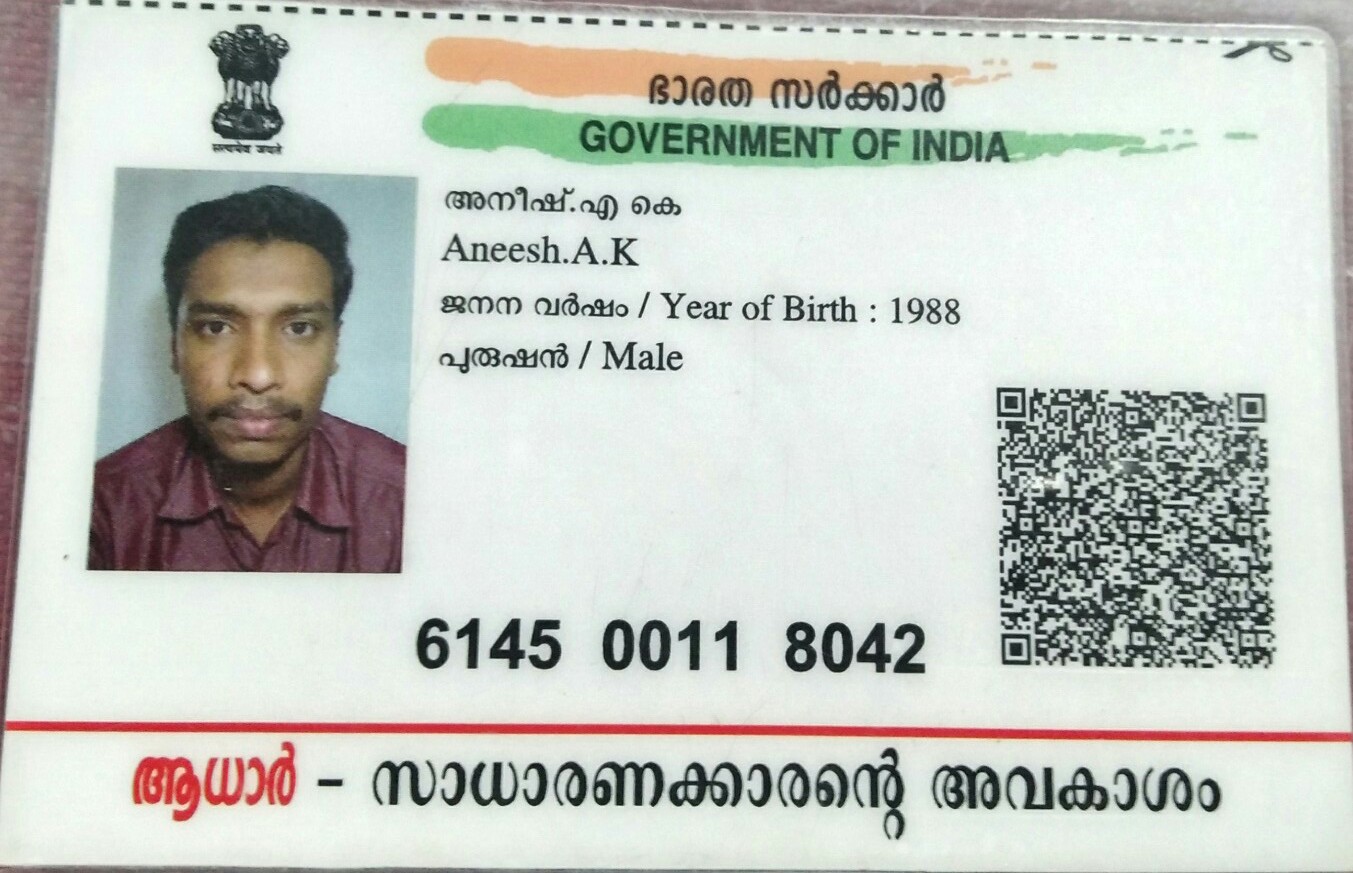 सत्यमेव जयते
ഭാരത സർക്കാർ
GOVERNMENT OF INDIA
അനീഷ്.എ കെ
Aneesh.A.K
ജനന വർഷം / Year of Birth : 1988
പുരുഷൻ / Male
6145 0011 8042
ആധാർ - സാധാരണക്കാരന്റെ അവകാശം